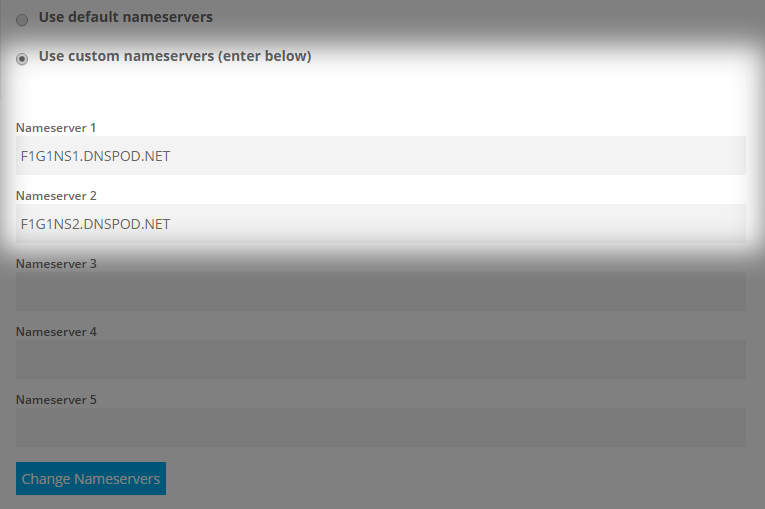 Use default nameservers
Use custom nameservers (enter below)
Nameserver 1
F1G1NS1.DNSPOD.NET
Nameserver 2
F1G1NS2.DNSPOD.NET
Nameserver 3
Nameserver 4
Nameserver 5
Change Nameservers